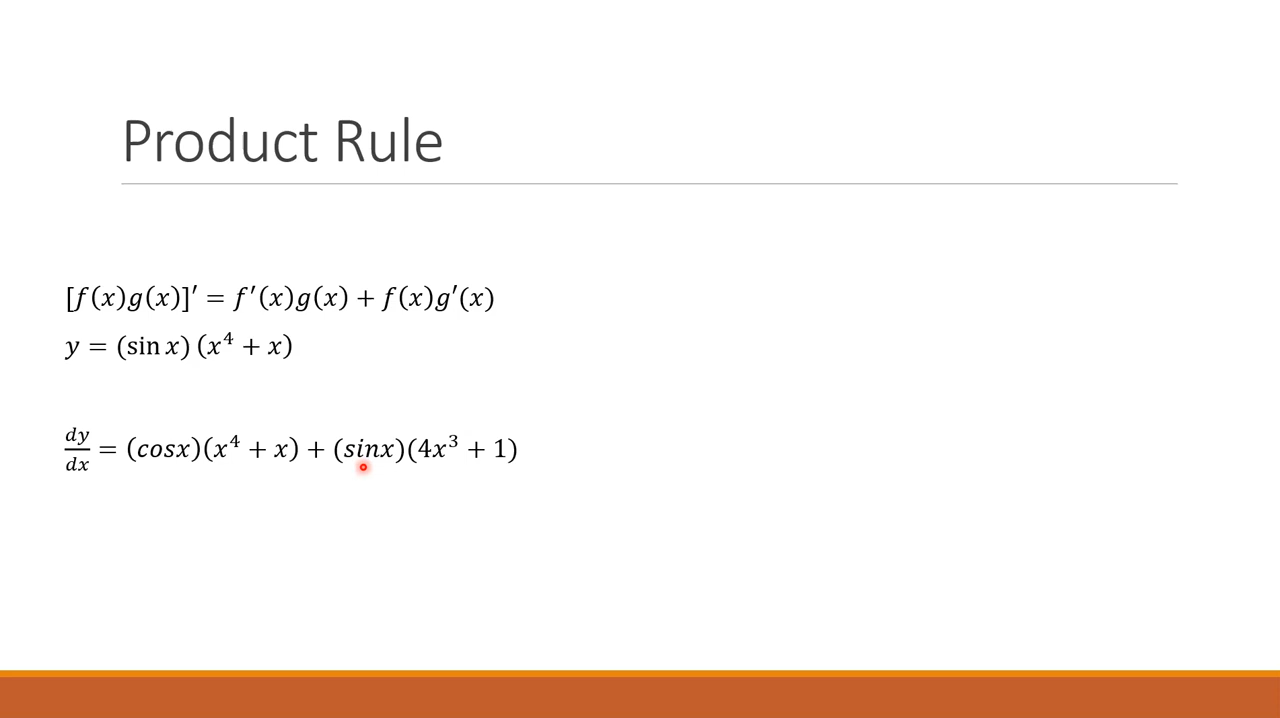 Product Rule
[f(x)g(x)]′ = f′(x)g(x) + f(x)g′(x)
y = (sin x) (x⁴ + x)
dy/dx = (cosx)(x⁴ + x) + (sinx)(4x³ + 1)